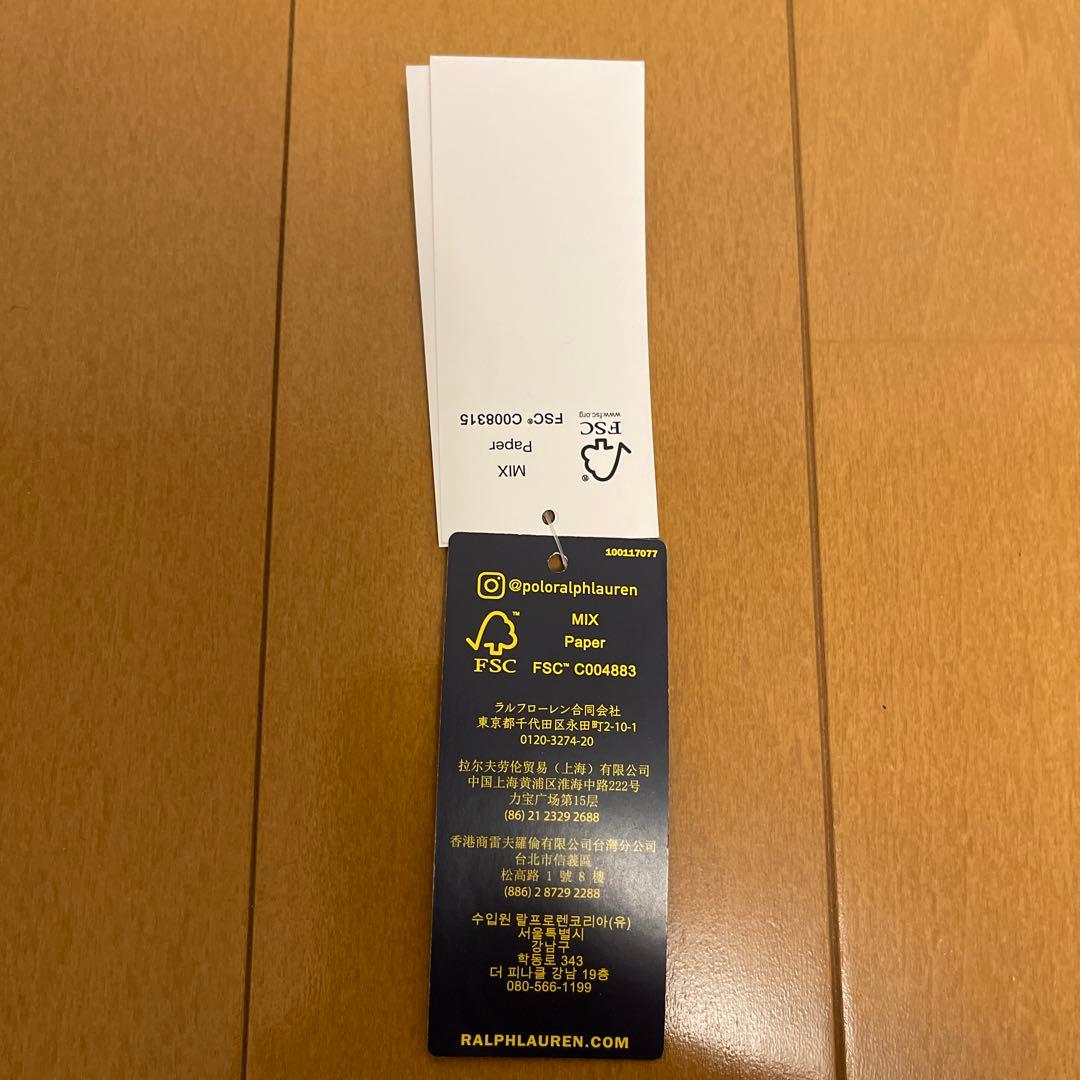 www.fsc.org
FSC
FSC® C008315
Paper
MIX
®
100117077
@poloralphlauren
™
FSC
MIX
Paper
FSC™ C004883
ラルフローレン合同会社
東京都千代田区永田町2-10-1
0120-3274-20
拉尔夫劳伦贸易（上海）有限公司
中国上海黄浦区淮海中路222号
力宝广场第15层
(86) 21 2329 2688
香港商雷夫羅倫有限公司台灣分公司
台北市信義區
松高路 1 號 8 樓
(886) 2 8729 2288
수입원 랄프로렌코리아(유)
서울특별시
강남구
학동로 343
더 피나클 강남 19층
080-566-1199
RALPHLAUREN.COM